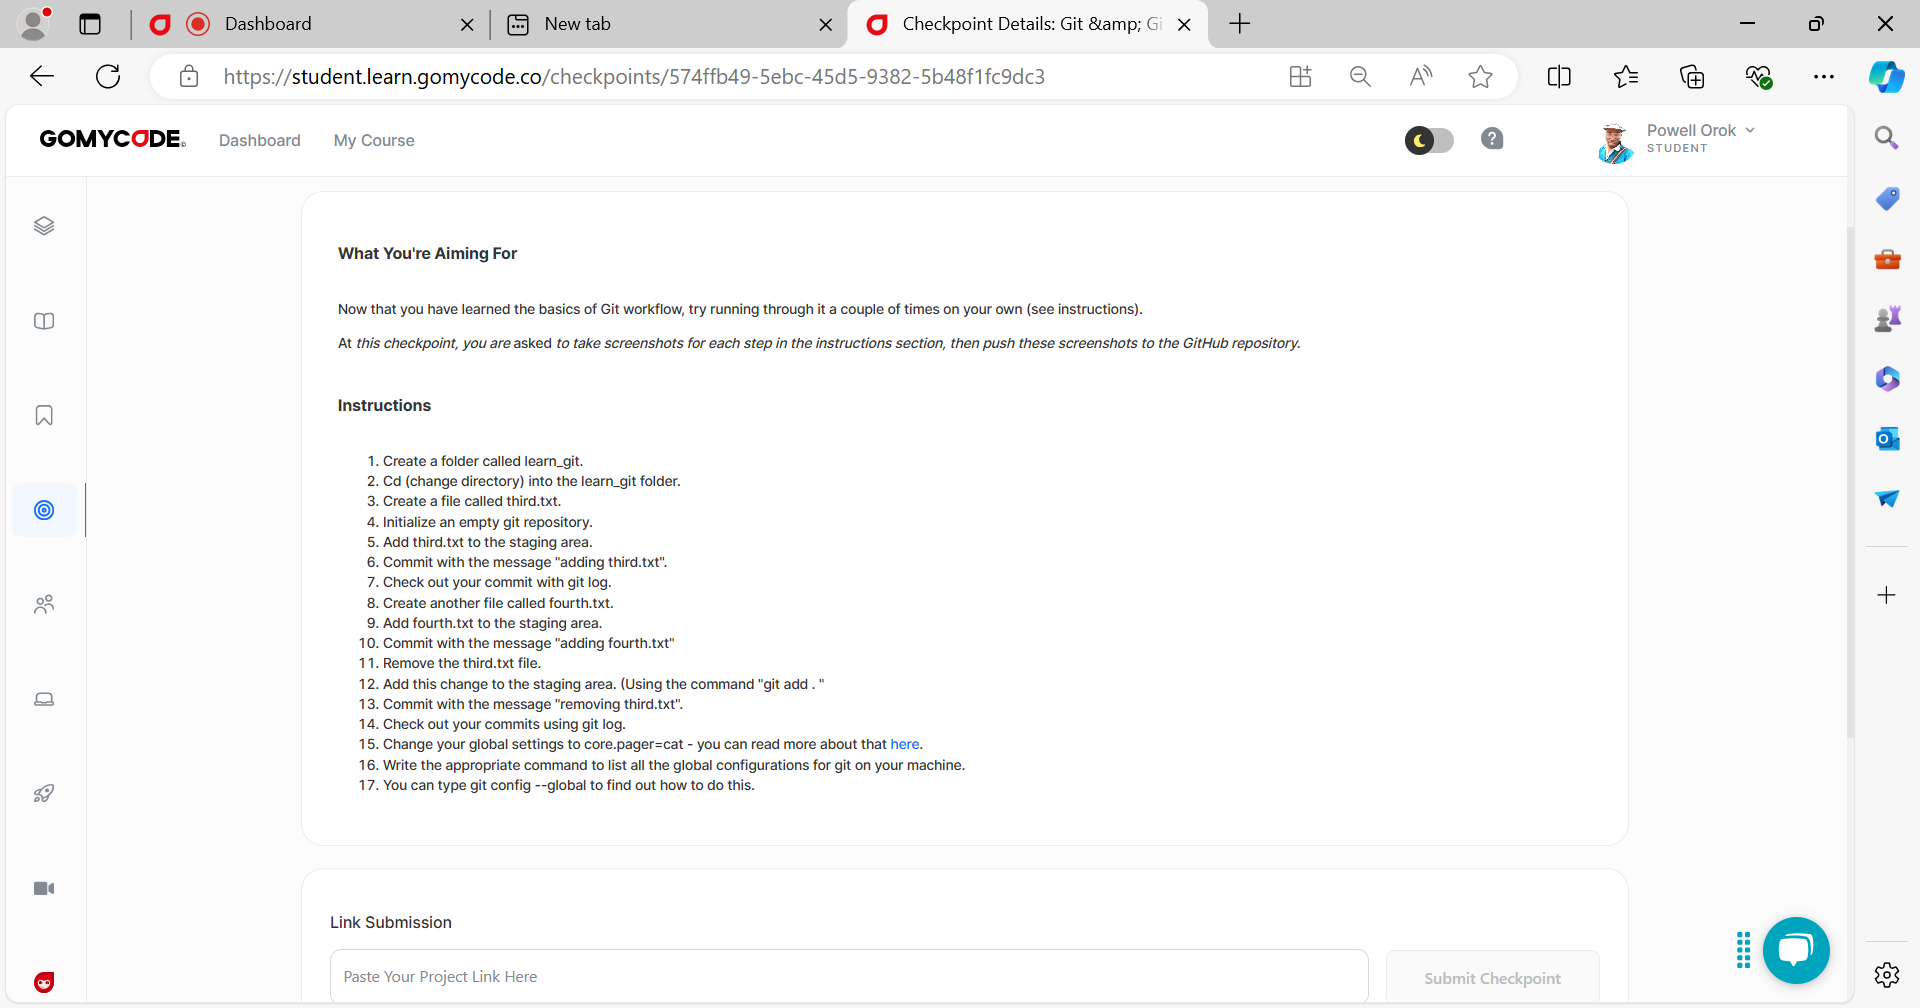 Dashboard
New tab
Checkpoint Details: Git &amp; Gi
https://student.learn.gomycode.co/checkpoints/574ffb49-5ebc-45d5-9382-5b48f1fc9dc3
GOMYCODE
Dashboard
My Course
Powell Orok
STUDENT
What You're Aiming For
Now that you have learned the basics of Git workflow, try running through it a couple of times on your own (see instructions).
At this checkpoint, you are asked to take screenshots for each step in the instructions section, then push these screenshots to the GitHub repository.
Instructions
1. Create a folder called learn_git.
2. Cd (change directory) into the learn_git folder.
3. Create a file called third.txt.
4. Initialize an empty git repository.
5. Add third.txt to the staging area.
6. Commit with the message "adding third.txt".
7. Check out your commit with git log.
8. Create another file called fourth.txt.
9. Add fourth.txt to the staging area.
10. Commit with the message "adding fourth.txt"
11. Remove the third.txt file.
12. Add this change to the staging area. (Using the command "git add . "
13. Commit with the message "removing third.txt".
14. Check out your commits using git log.
15. Change your global settings to core.pager=cat - you can read more about that here.
16. Write the appropriate command to list all the global configurations for git on your machine.
17. You can type git config --global to find out how to do this.
Link Submission
Paste Your Project Link Here
Submit Checkpoint